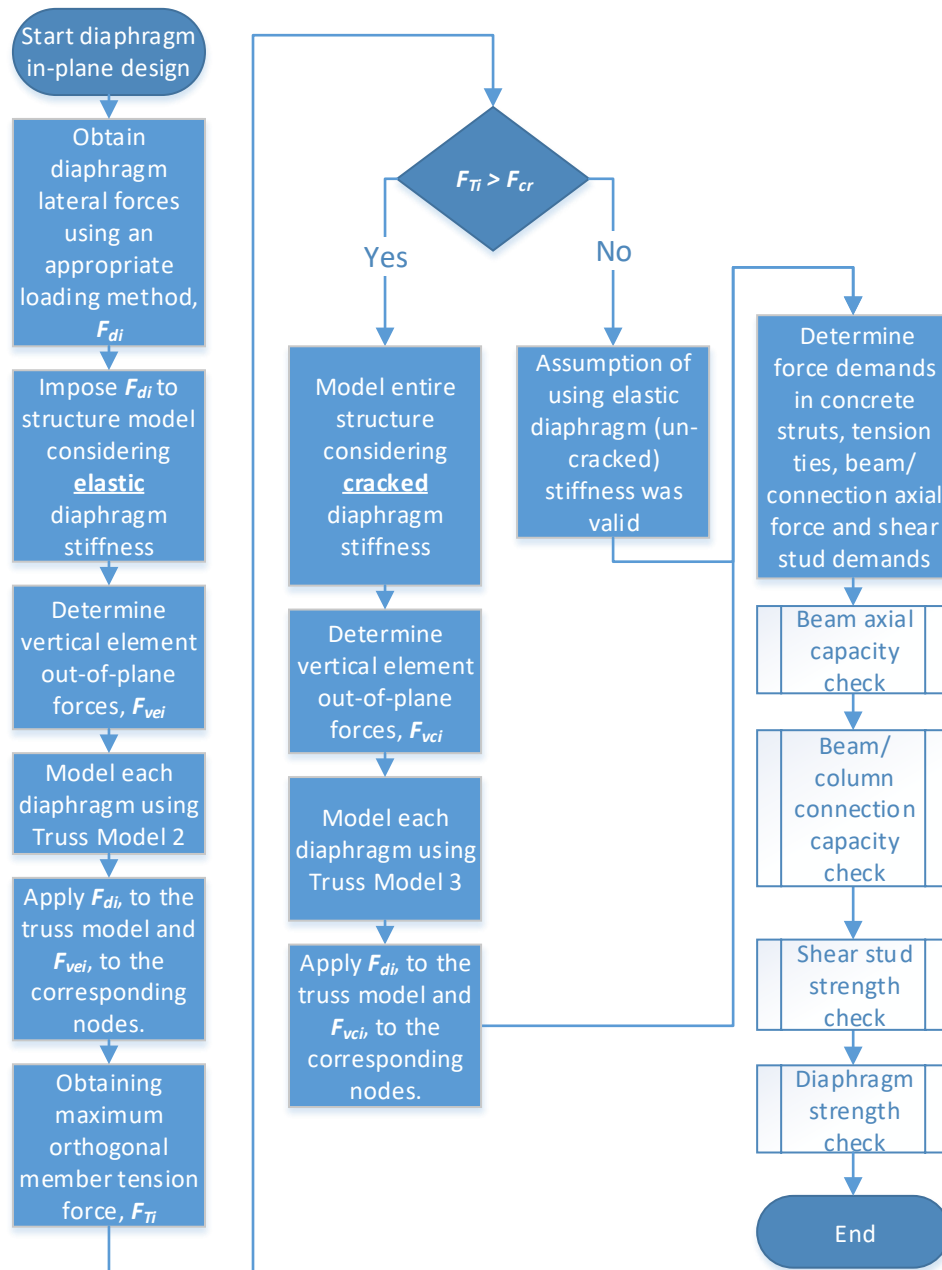 Start diaphragm
in-plane design
Obtain
diaphragm
lateral forces
using an
appropriate
loading method,
Fdi
Impose Fdi to
structure model
considering
elastic
diaphragm
stiffness
Determine
vertical element
out-of-plane
forces, Fvei
Model each
diaphragm using
Truss Model 2
Apply Fdi, to the
truss model and
Fvei, to the
corresponding
nodes.
Obtaining
maximum
orthogonal
member tension
force, FTi
FTi > Fcr
Yes
No
Model entire
structure
considering
cracked
diaphragm
stiffness
Determine
vertical element
out-of-plane
forces, Fvci
Model each
diaphragm using
Truss Model 3
Apply Fdi, to the
truss model and
Fvci, to the
corresponding
nodes.
Assumption of
using elastic
diaphragm (un-
cracked)
stiffness was
valid
Determine
force demands
in concrete
struts, tension
ties, beam/
connection axial
force and shear
stud demands
Beam axial
capacity
check
Beam/
column
connection
capacity
check
Shear stud
strength
check
Diaphragm
strength
check
End